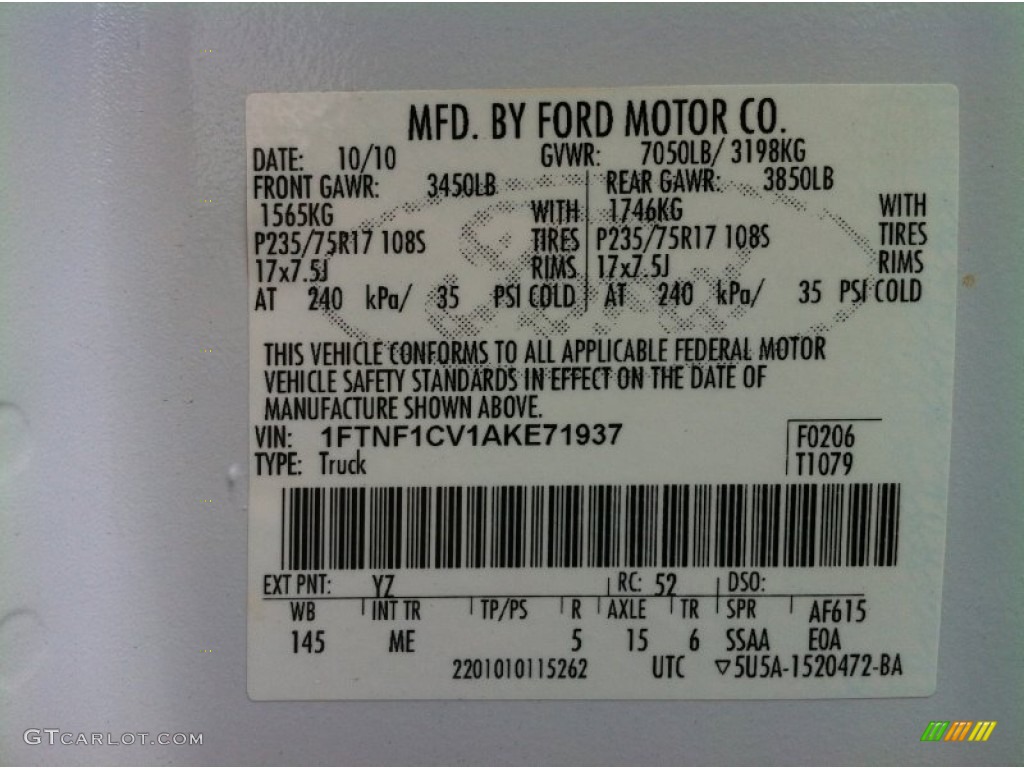 MFD. BY FORD MOTOR CO.
DATE: 10/10 GVWR: 7050LB/ 3198KG
FRONT GAWR: 3450LB REAR GAWR: 3850LB
1565KG WITH 1746KG WITH
P235/75R17 108S TIRES P235/75R17 108S TIRES
17x7.5J RIMS 17x7.5J RIMS
AT 240 kPa/ 35 PSI COLD AT 240 kPa/ 35 PSI COLD
THIS VEHICLE CONFORMS TO ALL APPLICABLE FEDERAL MOTOR
VEHICLE SAFETY STANDARDS IN EFFECT ON THE DATE OF
MANUFACTURE SHOWN ABOVE.
VIN: 1FTNF1CV1AKE71937 F0206
TYPE: Truck T1079
EXT PNT: YZ RC: 52 DSO:
WB INT TR TP/PS R AXLE TR SPR AF615
145 ME 5 15 6 SSAA EOA
2201010115262 UTC ▽5U5A-1520472-BA
GTCARLOT.COM